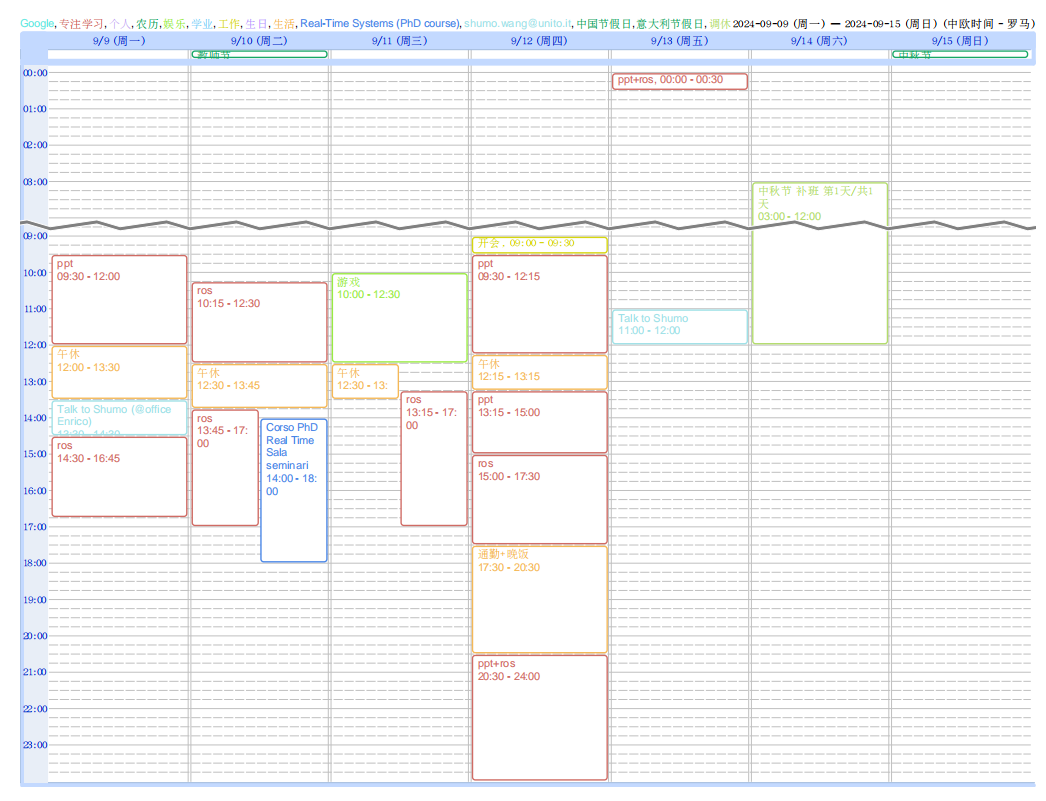 Google,专注学习,个人,农历,娱乐,学业,工作,生日,生活,Real-Time Systems (PhD course),shumo.wang@unito.it,中国节假日,意大利节假日,调休 2024-09-09 (周一) — 2024-09-15 (周日) (中欧时间 - 罗马)
9/9 (周一) 9/10 (周二) 9/11 (周三) 9/12 (周四) 9/13 (周五) 9/14 (周六) 9/15 (周日)
教师节 中秋节
00:00
ppt+ros, 00:00 - 00:30
01:00
02:00
03:00
中秋节 补班 第1天/共1
天
03:00 - 12:00
09:00
开会, 09:00 - 09:30
ppt
09:30 - 12:00
ppt
09:30 - 12:15
10:00
ros
10:15 - 12:30
游戏
10:00 - 12:30
11:00
Talk to Shumo
11:00 - 12:00
12:00
午休
12:00 - 13:30
午休
12:30 - 13:45
午休
12:30 - 13:
午休
12:15 - 13:15
13:00
Talk to Shumo (@office
Enrico)
13:30 - 14:30
ros
13:45 - 17:
00
Corso PhD
Real Time
Sala
seminari
14:00 - 18:
00
ros
13:15 - 17:
00
ppt
13:15 - 15:00
14:00
ros
14:30 - 16:45
15:00
ros
15:00 - 17:30
16:00
17:00
通勤+晚饭
17:30 - 20:30
18:00
19:00
20:00
ppt+ros
20:30 - 24:00
21:00
22:00
23:00